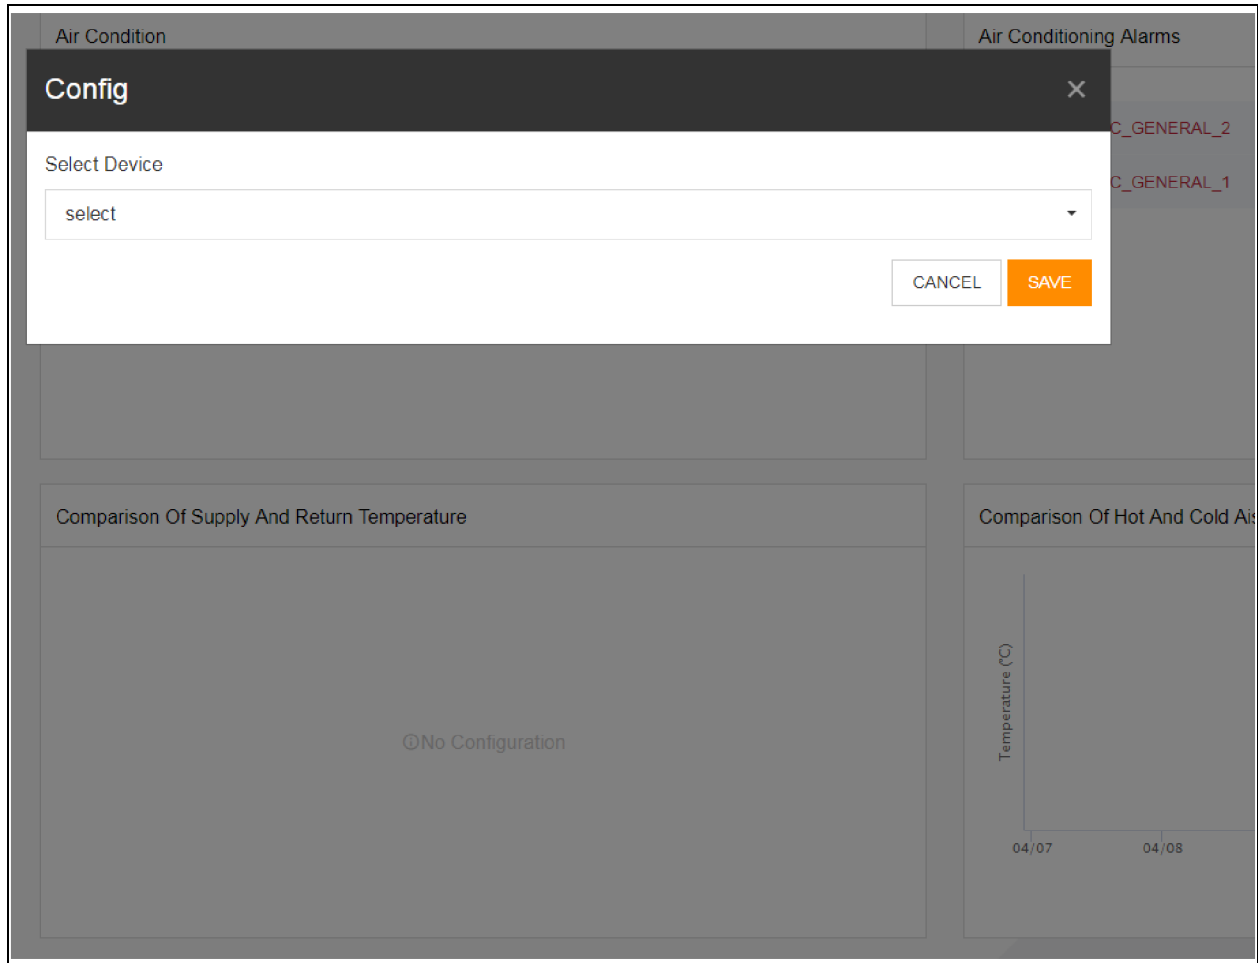 Air Condition
Air Conditioning Alarms
Config
×
C_GENERAL_2
Select Device
C_GENERAL_1
select
CANCEL
SAVE
Comparison Of Supply And Return Temperature
Comparison Of Hot And Cold Ais
Temperature (℃)
No Configuration
04/07
04/08